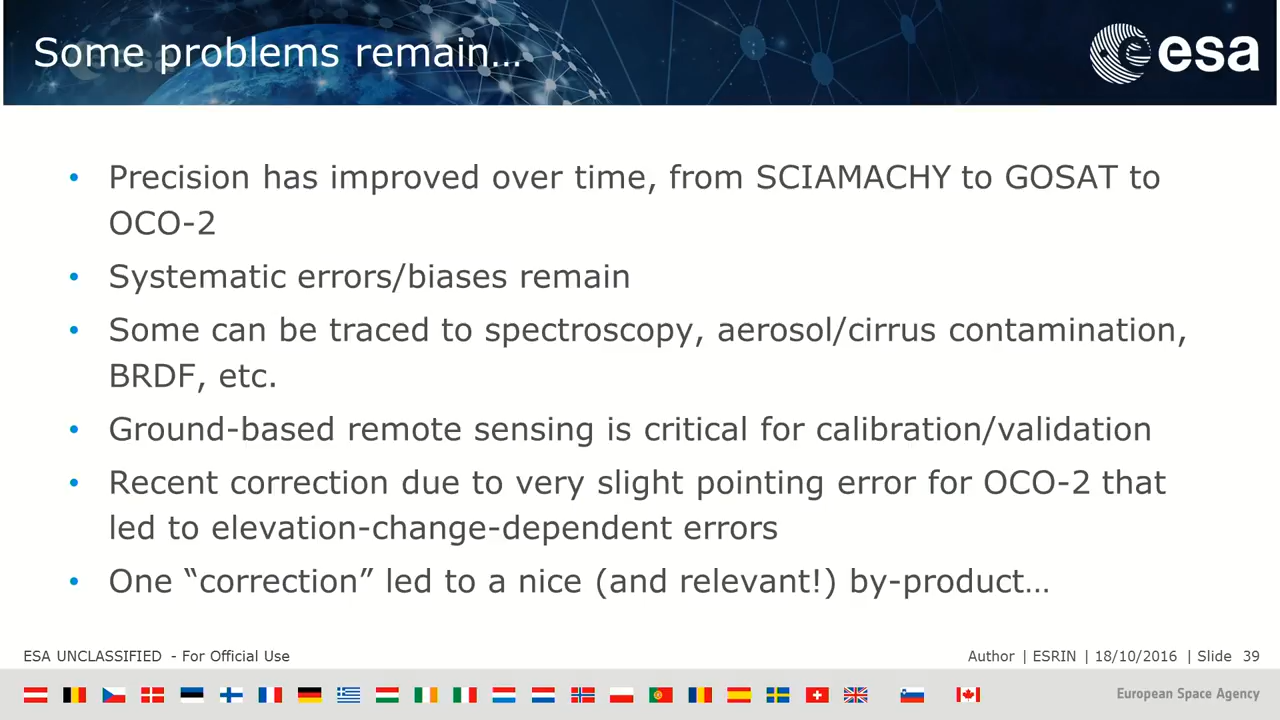 Some problems remain…
esa
• Precision has improved over time, from SCIAMACHY to GOSAT to
OCO-2
• Systematic errors/biases remain
• Some can be traced to spectroscopy, aerosol/cirrus contamination,
BRDF, etc.
• Ground-based remote sensing is critical for calibration/validation
• Recent correction due to very slight pointing error for OCO-2 that
led to elevation-change-dependent errors
• One “correction” led to a nice (and relevant!) by-product…
ESA UNCLASSIFIED - For Official Use
Author | ESRIN | 18/10/2016 | Slide 39
European Space Agency